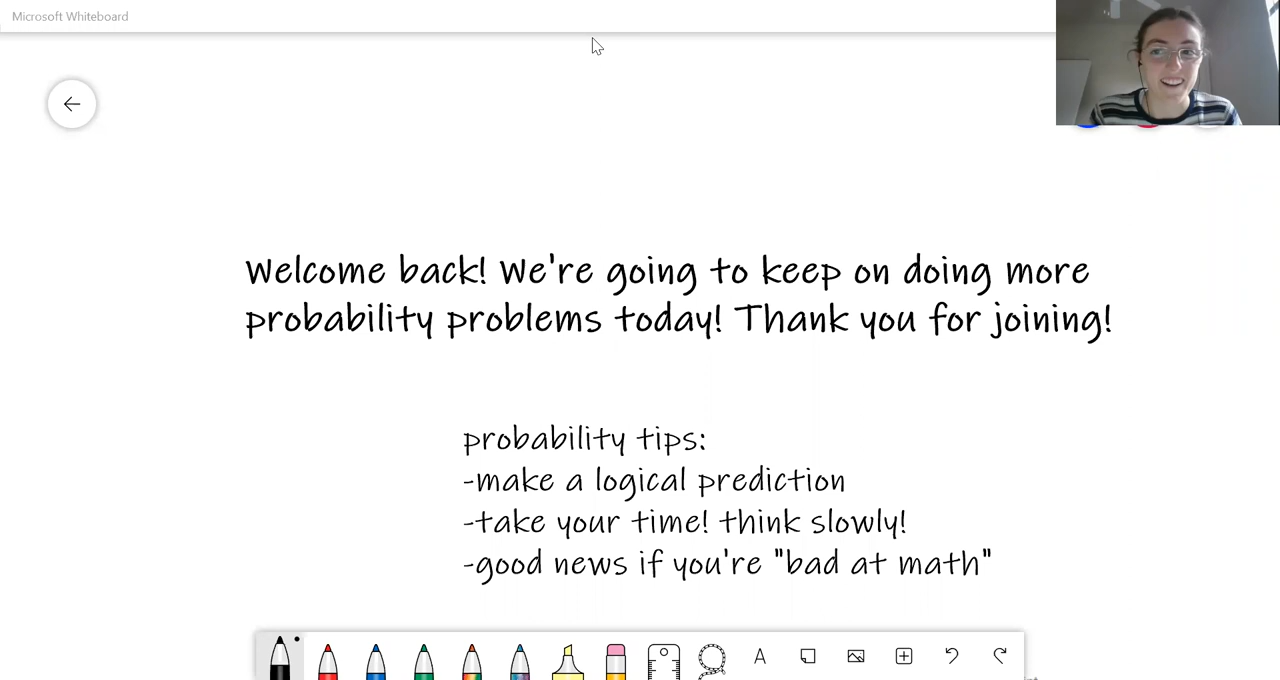 Microsoft Whiteboard
Welcome back! We're going to keep on doing more
probability problems today! Thank you for joining!
probability tips:
-make a logical prediction
-take your time! think slowly!
-good news if you're "bad at math"
A